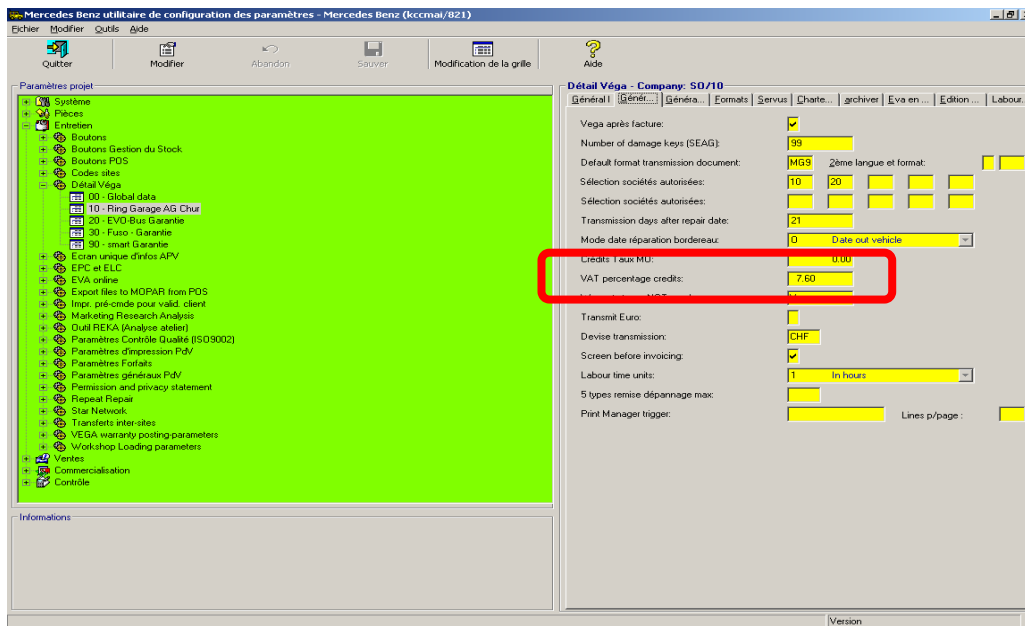 Mercedes Benz utilitaire de configuration des paramètres - Mercedes Benz (kccmai/821)
Fichier Modifier Outils Aide
Quitter Modifier Abandon Sauver Modification de la grille Aide
Paramètres projet
Système
Pièces
Entretien
Boutons
Boutons Gestion du Stock
Boutons POS
Codes sites
Détail Véga
00 - Global data
10 - Ring Garage AG Chur
20 - EVO-Bus Garantie
30 - Fuso - Garantie
90 - smart Garantie
Ecran unique d'infos APV
EPC et ELC
EVA online
Export files to MOPAR from POS
Impr. pré-cmde pour valid. client
Marketing Research Analysis
Outil REKA (Analyse atelier)
Paramètres Contrôle Qualité (ISO9002)
Paramètres d'impression PdV
Paramètres Forfaits
Paramètres généraux PdV
Permission and privacy statement
Repeat Repair
Star Network
Transferts inter-sites
VEGA warranty posting-parameters
Workshop Loading parameters
Ventes
Commercialisation
Contrôle
Informations
Détail Véga - Company: SO/10
Général I Génér... Généra... Formats Servus Charte... archiver Eva en ... Edition ... Labour.
Vega après facture:
Number of damage keys (SEAG): 99
Default format transmission document: MG9 2ème langue et format:
Sélection sociétés autorisées: 10 20
Sélection sociétés autorisées:
Transmission days after repair date: 21
Mode date réparation bordereau: O Date out vehicle
Crédits Taux MO: 0.00
VAT percentage credits: 7.60
Transmit Euro:
Devise transmission: CHF
Screen before invoicing:
Labour time units: 1 In hours
5 types remise dépannage max:
Print Manager trigger: Lines p/page :
Version